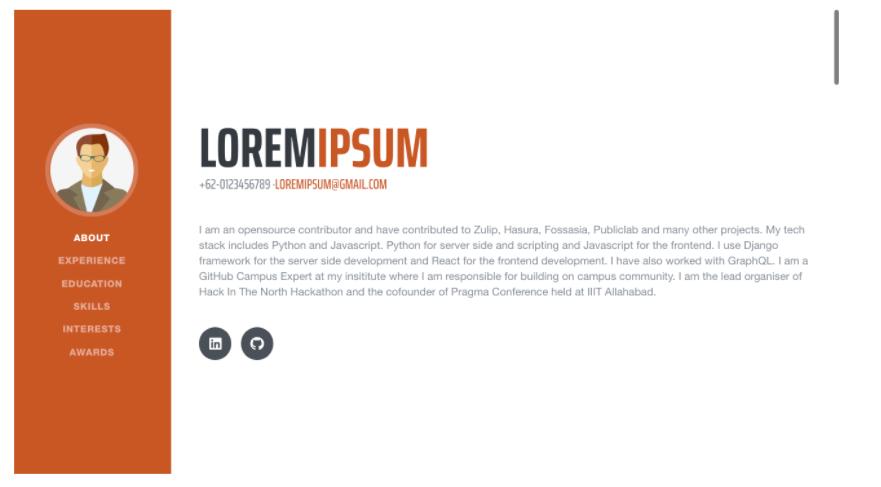 ABOUT
EXPERIENCE
EDUCATION
SKILLS
INTERESTS
AWARDS
LOREMIPSUM
+62-0123456789 ·LOREMIPSUM@GMAIL.COM
I am an opensource contributor and have contributed to Zulip, Hasura, Fossasia, Publiclab and many other projects. My tech
stack includes Python and Javascript. Python for server side and scripting and Javascript for the frontend. I use Django
framework for the server side development and React for the frontend development. I have also worked with GraphQL. I am a
GitHub Campus Expert at my insititute where I am responsible for building on campus community. I am the lead organiser of
Hack In The North Hackathon and the cofounder of Pragma Conference held at IIIT Allahabad.
in